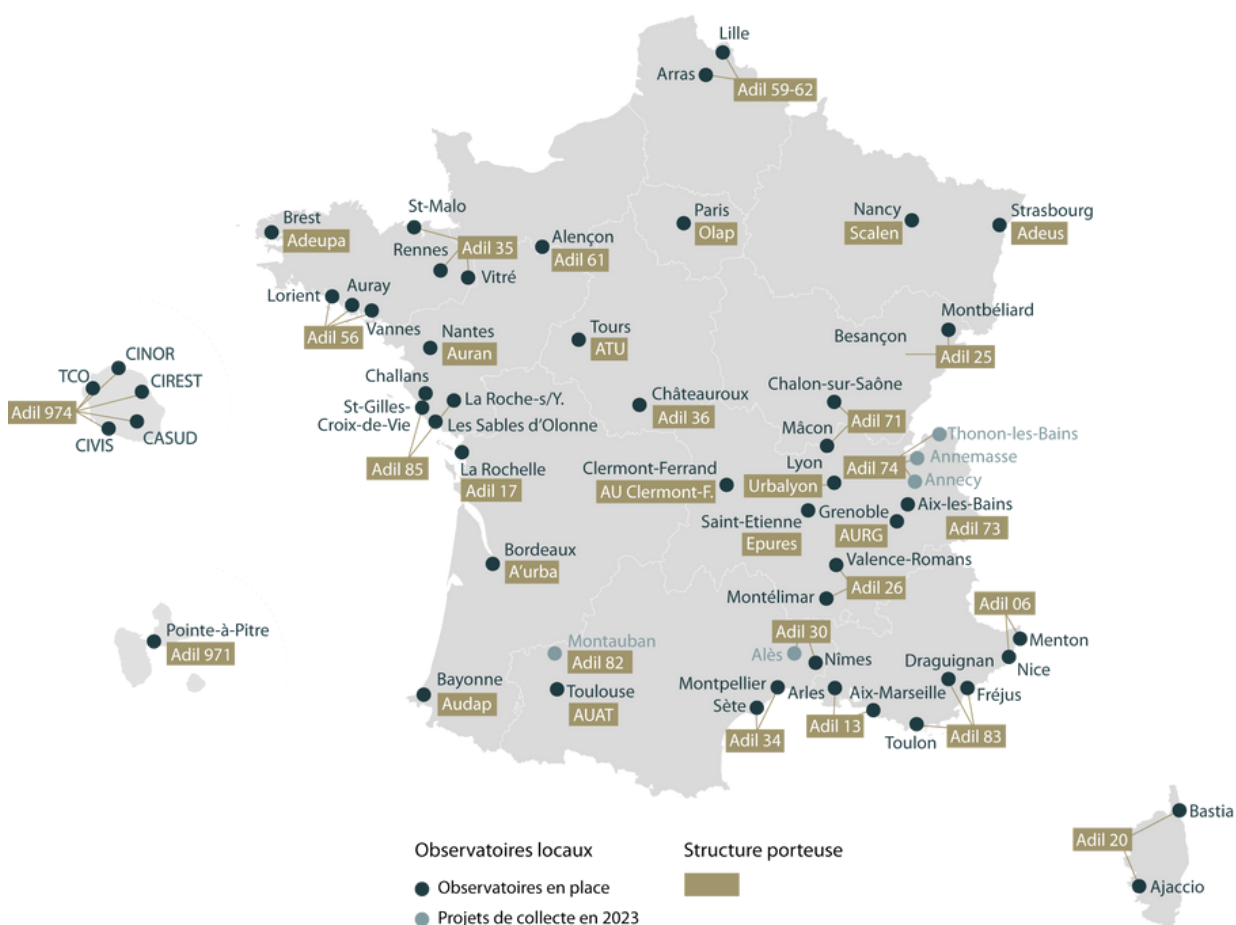 Lille
Arras
Adil 59-62
St-Malo
Brest
Adeupa
Rennes
Adil 35
Vitré
Alençon
Adil 61
Paris
Olap
Nancy
Scalen
Strasbourg
Adeus
Lorient
Auray
Vannes
Adil 56
Nantes
Auran
Tours
ATU
Montbéliard
Besançon
Adil 25
CINOR
TCO
CIREST
Adil 974
CIVIS
CASUD
Challans
St-Gilles-
Croix-de-Vie
La Roche-s/Y.
Les Sables d'Olonne
Adil 85
La Rochelle
Adil 17
Châteauroux
Adil 36
Chalon-sur-Saône
Mâcon
Adil 71
Thonon-les-Bains
Annemasse
Annecy
Adil 74
Clermont-Ferrand
AU Clermont-F.
Lyon
Urbalyon
Saint-Etienne
Epures
Grenoble
AURG
Aix-les-Bains
Adil 73
Bordeaux
A'urba
Valence-Romans
Montélimar
Adil 26
Pointe-à-Pitre
Adil 971
Bayonne
Audap
Montauban
Adil 82
Toulouse
AUAT
Adil 30
Alès
Nîmes
Adil 06
Menton
Nice
Montpellier
Sète
Adil 34
Arles
Aix-Marseille
Adil 13
Draguignan
Fréjus
Toulon
Adil 83
Bastia
Adil 20
Ajaccio
Observatoires locaux
Observatoires en place
Projets de collecte en 2023
Structure porteuse